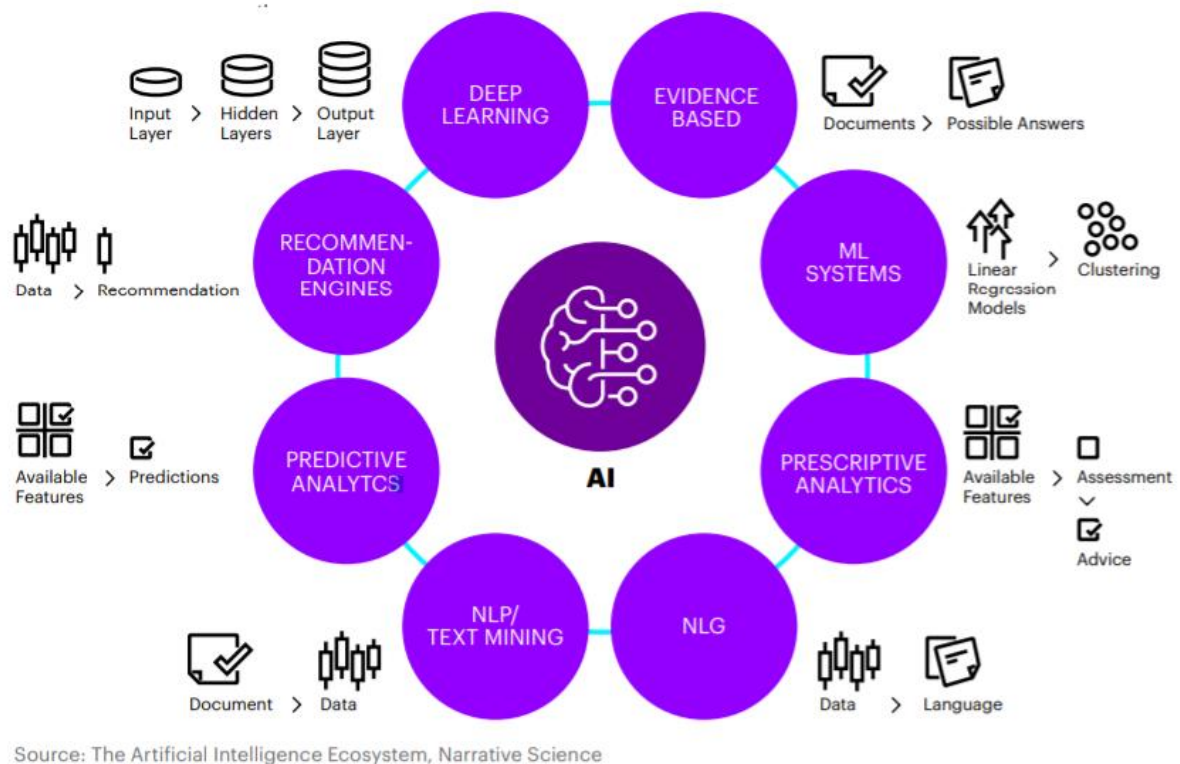 DEEP
LEARNING
EVIDENCE
BASED
Input
Layer
>
Hidden
Layers
>
Output
Layer
Documents > Possible Answers
RECOMMEN-
DATION
ENGINES
ML
SYSTEMS
Data > Recommendation
Linear
Regression
Models
>
Clustering
AI
PREDICTIVE
ANALYTCS
PRESCRIPTIVE
ANALYTICS
Available
Features
>
Predictions
Available
Features
>
Assessment
Advice
NLP/
TEXT MINING
NLG
Document > Data
Data > Language
Source: The Artificial Intelligence Ecosystem, Narrative Science